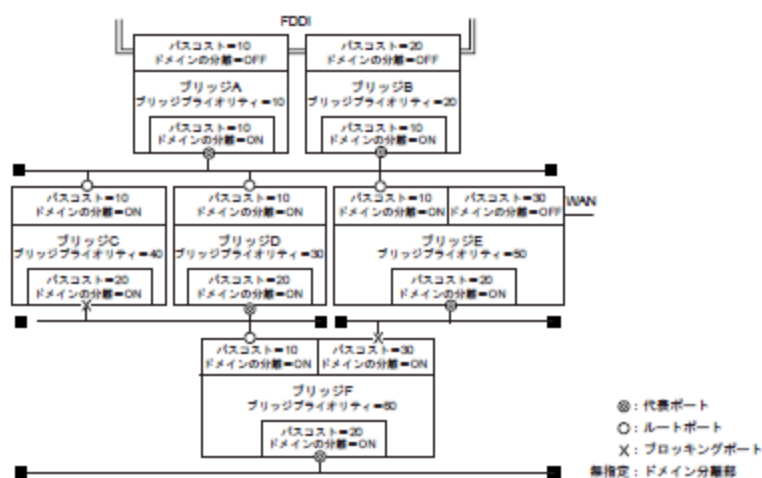 FDDI
パスコスト=10
ドメインの分離=OFF
パスコスト=20
ドメインの分離=OFF
ブリッジA
ブリッジプライオリティ=10
ブリッジB
ブリッジプライオリティ=20
パスコスト=10
ドメインの分離=ON
パスコスト=10
ドメインの分離=ON
パスコスト=10
ドメインの分離=ON
パスコスト=10
ドメインの分離=ON
パスコスト=10
ドメインの分離=ON
パスコスト=30
ドメインの分離=OFF
WAN
ブリッジC
ブリッジプライオリティ=40
ブリッジD
ブリッジプライオリティ=30
ブリッジE
ブリッジプライオリティ=50
パスコスト=20
ドメインの分離=ON
パスコスト=20
ドメインの分離=ON
パスコスト=20
ドメインの分離=ON
パスコスト=10
ドメインの分離=ON
パスコスト=30
ドメインの分離=ON
ブリッジF
ブリッジプライオリティ=60
パスコスト=20
ドメインの分離=ON
◎:代表ポート
○:ルートポート
X:ブロッキングポート
無指定:ドメイン分離部